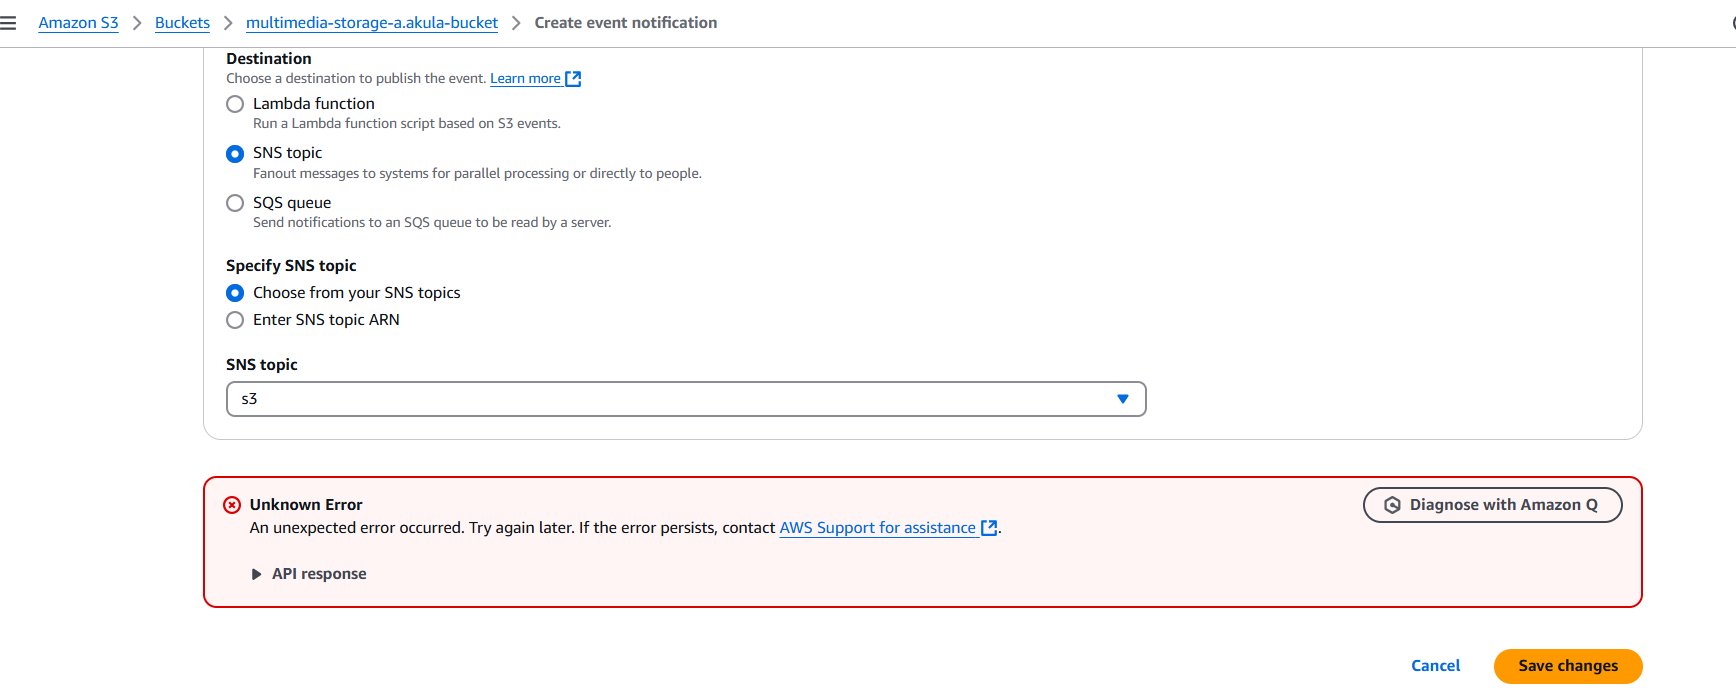 Amazon S3 > Buckets > multimedia-storage-a.akula-bucket > Create event notification
Destination
Choose a destination to publish the event. Learn more
Lambda function
Run a Lambda function script based on S3 events.
SNS topic
Fanout messages to systems for parallel processing or directly to people.
SQS queue
Send notifications to an SQS queue to be read by a server.
Specify SNS topic
Choose from your SNS topics
Enter SNS topic ARN
SNS topic
s3
Unknown Error
Diagnose with Amazon Q
An unexpected error occurred. Try again later. If the error persists, contact AWS Support for assistance.
API response
Cancel
Save changes